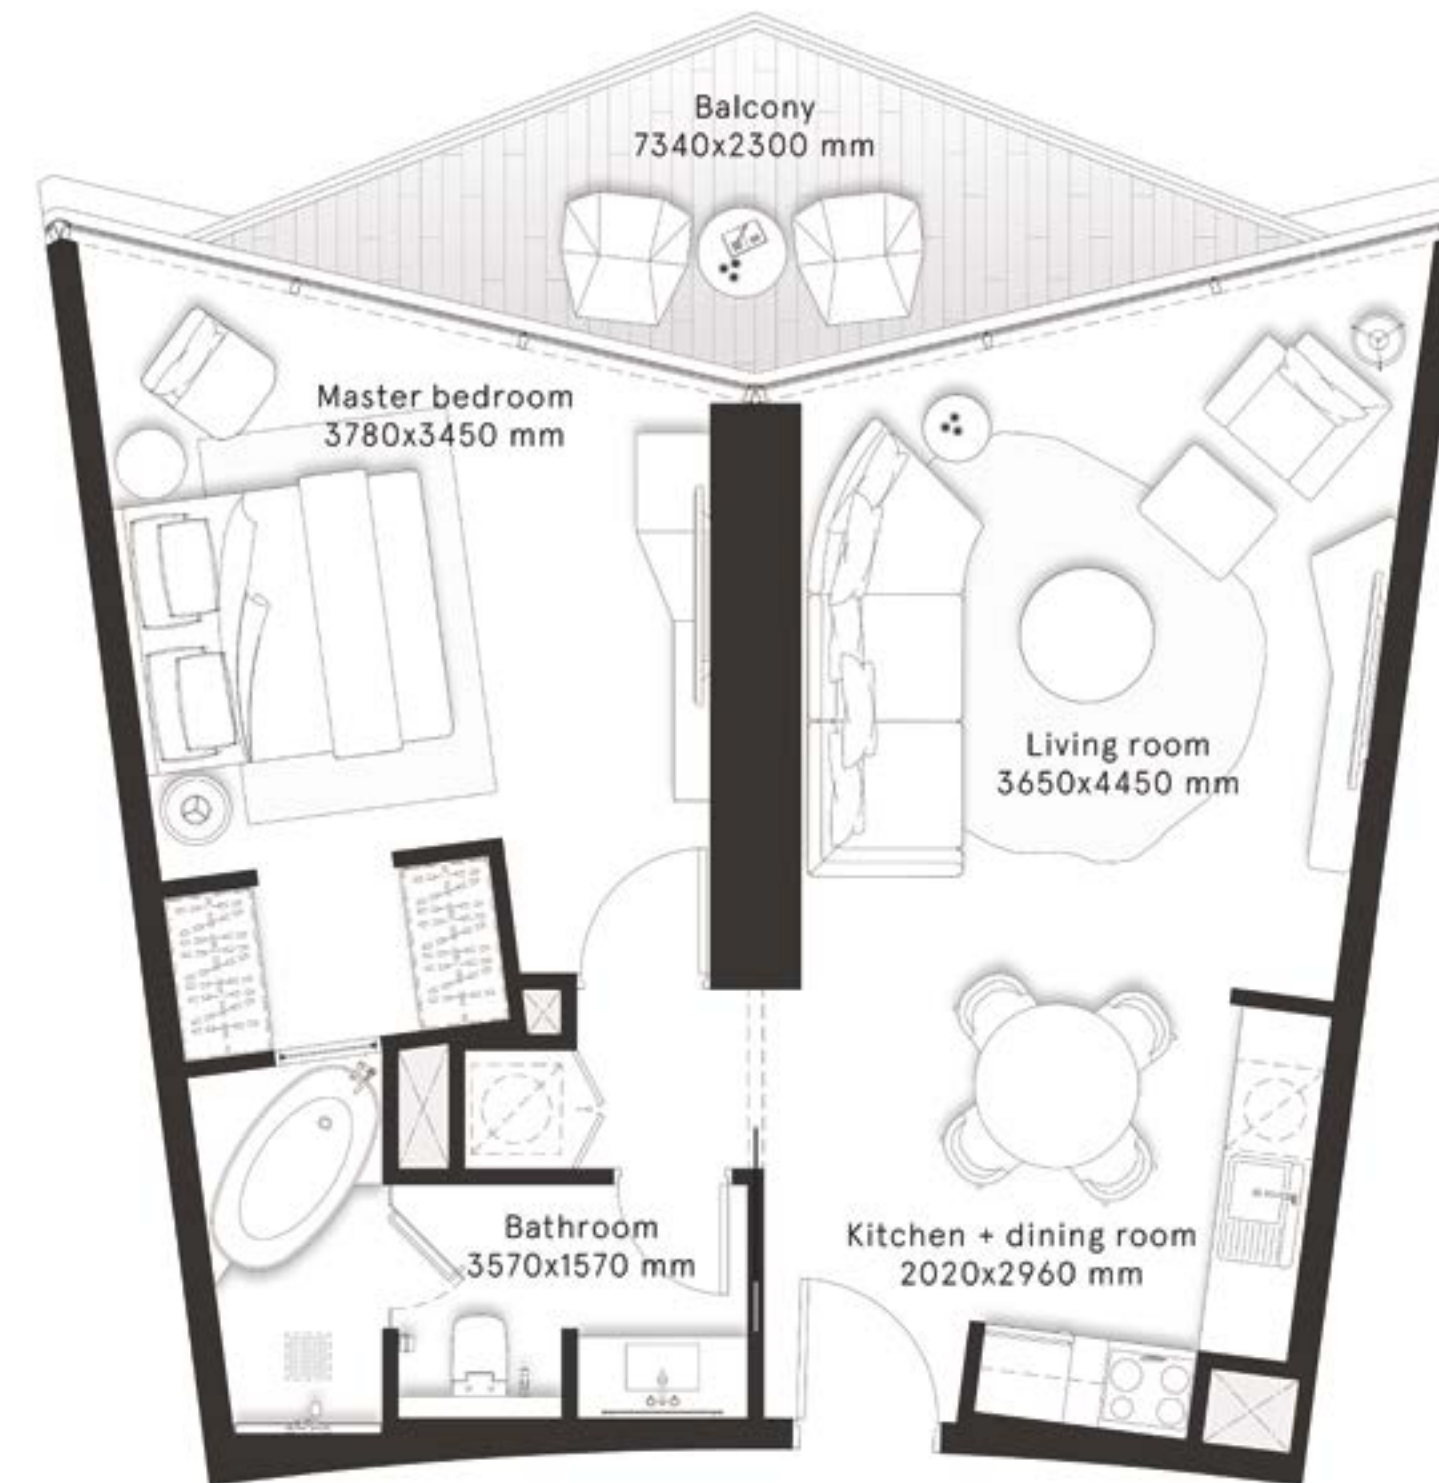 Balcony
7340x2300 mm
Master bedroom
3780x3450 mm
Living room
3650x4450 mm
Bathroom
3570x1570 mm
Kitchen + dining room
2020x2960 mm